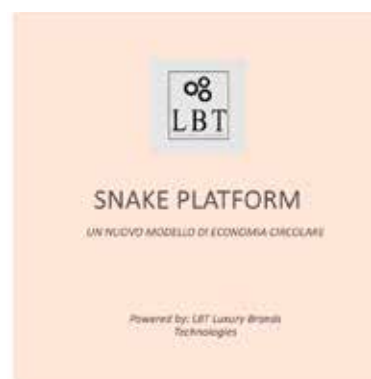 LBT
SNAKE PLATFORM
UN NUOVO MODELLO DI ECONOMIA CIRCOLARE
Powered by: LBT Luxury Brands
Technologies